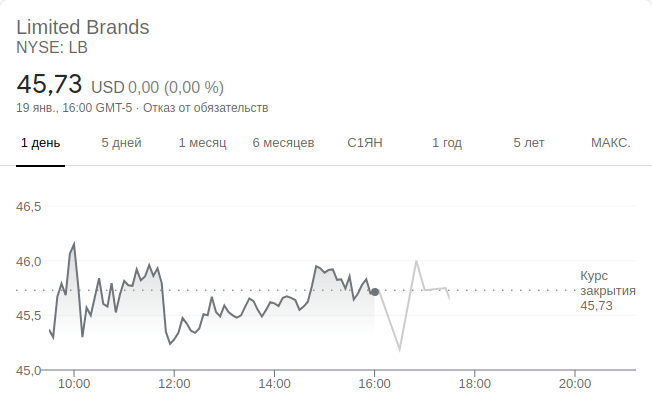 Limited Brands
NYSE: LB
45,73 USD 0,00 (0,00 %)
19 янв., 16:00 GMT-5 · Отказ от обязательств
1 день 5 дней 1 месяц 6 месяцев С1ЯН 1 год 5 лет МАКС.
46,5
46,0
Курс
закрытия
45,73
45,5
45,0
10:00 12:00 14:00 16:00 18:00 20:00